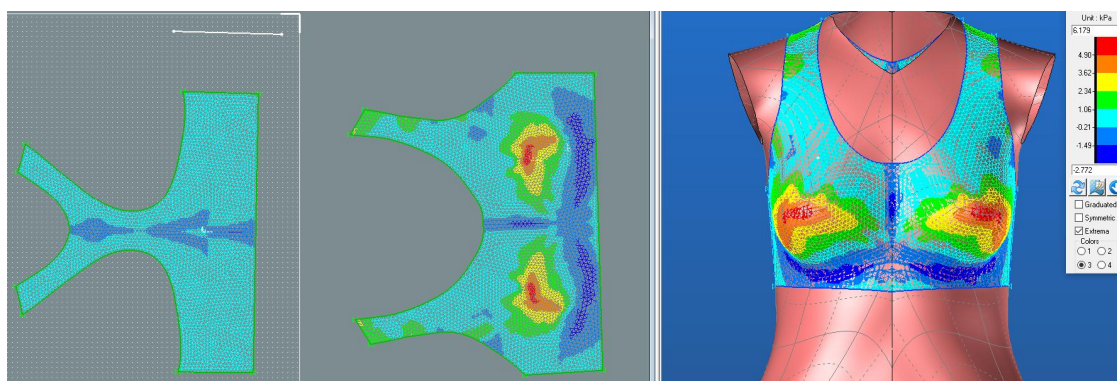 Unit : kPa
6.179
4.90
3.62
2.34
1.06
-0.21
-1.49
-2.772
Graduated
Symmetric
Extrema
Colors
1 2
3 4